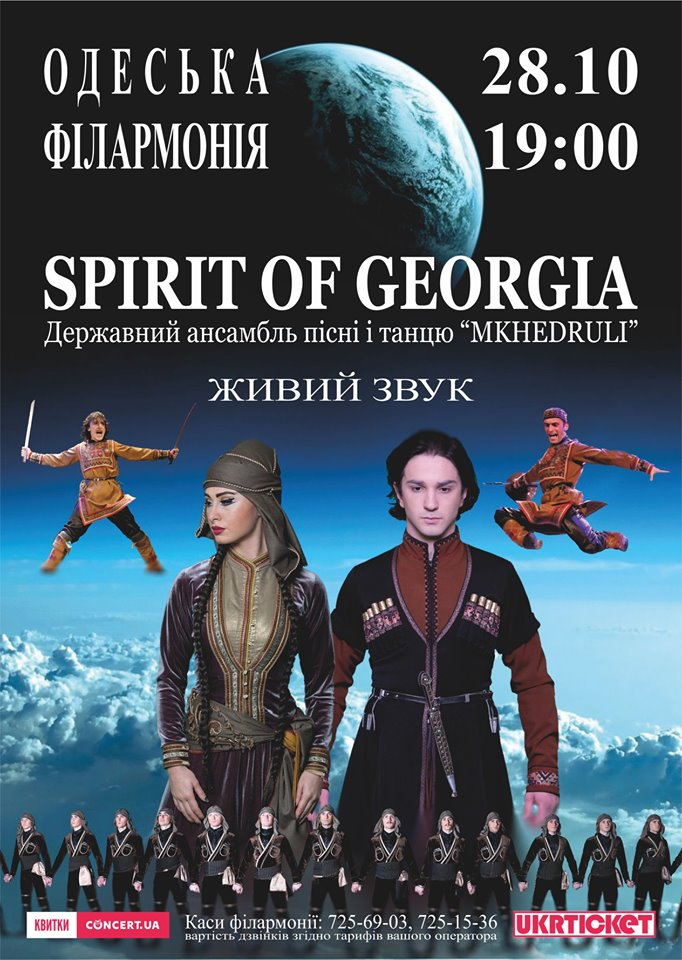 ОДЕСЬКА
ФІЛАРМОНІЯ
28.10
19:00
SPIRIT OF GEORGIA
Державний ансамбль пісні і танцю “MKHEDRULI”
ЖИВИЙ ЗВУК
КВИТКИ CONCERT.UA
Каси філармонії: 725-69-03, 725-15-36
вартість дзвінків згідно тарифів вашого оператора
UKRTICKET